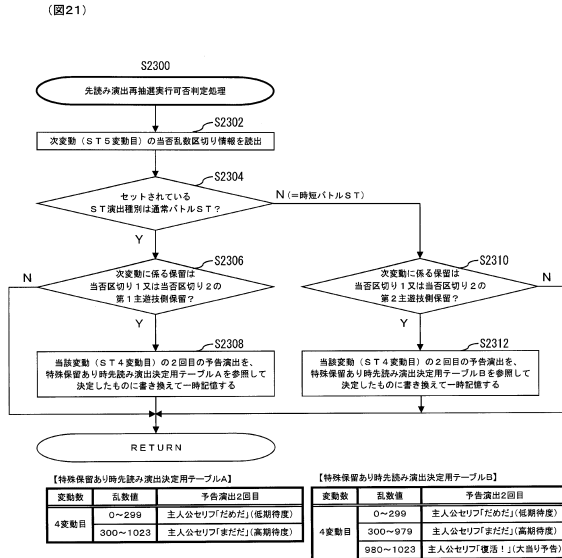 (図21)
S2300
先読み演出再抽選実行可否判定処理
S2302
次変動(ST5変動目)の当否乱数区切り情報を読出
S2304
セットされている
ST演出種別は通常バトルST?
N(=時短バトルST)
Y
S2306
次変動に係る保留は
当否区切り1又は当否区切り2の
第1主遊技側保留?
N
Y
S2310
次変動に係る保留は
当否区切り1又は当否区切り2の
第2主遊技側保留?
N
Y
S2308
当該変動(ST4変動目)の2回目の予告演出を、
特殊保留あり時先読み演出決定用テーブルAを参照して
決定したものに書き換えて一時記憶する
S2312
当該変動(ST4変動目)の2回目の予告演出を、
特殊保留あり時先読み演出決定用テーブルBを参照して
決定したものに書き換えて一時記憶する
RETURN
【特殊保留あり時先読み演出決定用テーブルA】
変動数 乱数値 予告演出2回目
4変動目 0~299 主人公セリフ「だめだ」(低期待度)
300~1023 主人公セリフ「まだだ」(高期待度)
【特殊保留あり時先読み演出決定用テーブルB】
変動数 乱数値 予告演出2回目
4変動目 0~299 主人公セリフ「だめだ」(低期待度)
300~979 主人公セリフ「まだだ」(高期待度)
980~1023 主人公セリフ「復活!」(大当り予告)